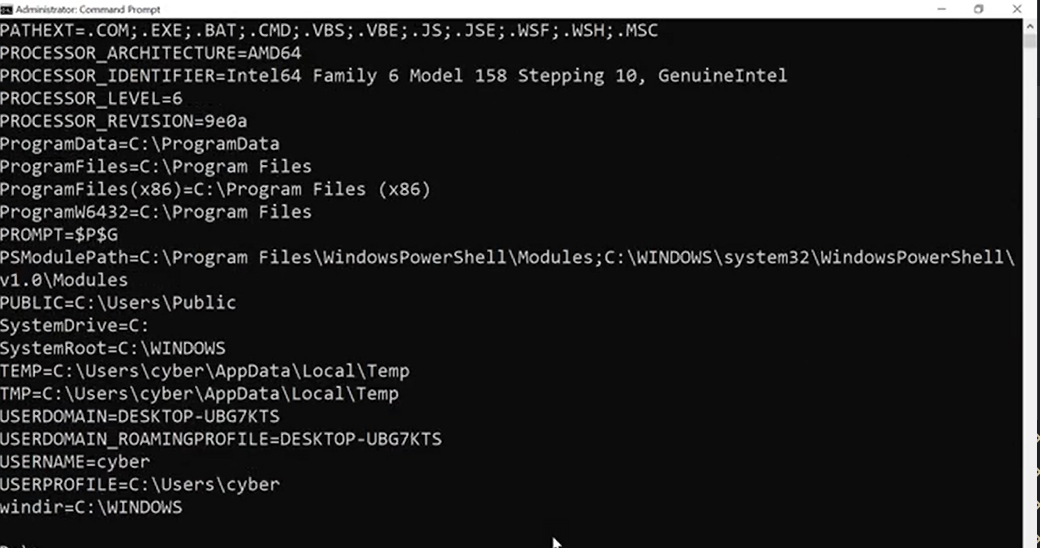 Administrator: Command Prompt
PATHEXT=.COM;.EXE;.BAT;.CMD;.VBS;.VBE;.JS;.JSE;.WSF;.WSH;.MSC
PROCESSOR_ARCHITECTURE=AMD64
PROCESSOR_IDENTIFIER=Intel64 Family 6 Model 158 Stepping 10, GenuineIntel
PROCESSOR_LEVEL=6
PROCESSOR_REVISION=9e0a
ProgramData=C:\ProgramData
ProgramFiles=C:\Program Files
ProgramFiles(x86)=C:\Program Files (x86)
ProgramW6432=C:\Program Files
PROMPT=$P$G
PSModulePath=C:\Program Files\WindowsPowerShell\Modules;C:\WINDOWS\system32\WindowsPowerShell\
v1.0\Modules
PUBLIC=C:\Users\Public
SystemDrive=C:
SystemRoot=C:\WINDOWS
TEMP=C:\Users\cyber\AppData\Local\Temp
TMP=C:\Users\cyber\AppData\Local\Temp
USERDOMAIN=DESKTOP-UBG7KTS
USERDOMAIN_ROAMINGPROFILE=DESKTOP-UBG7KTS
USERNAME=cyber
USERPROFILE=C:\Users\cyber
windir=C:\WINDOWS